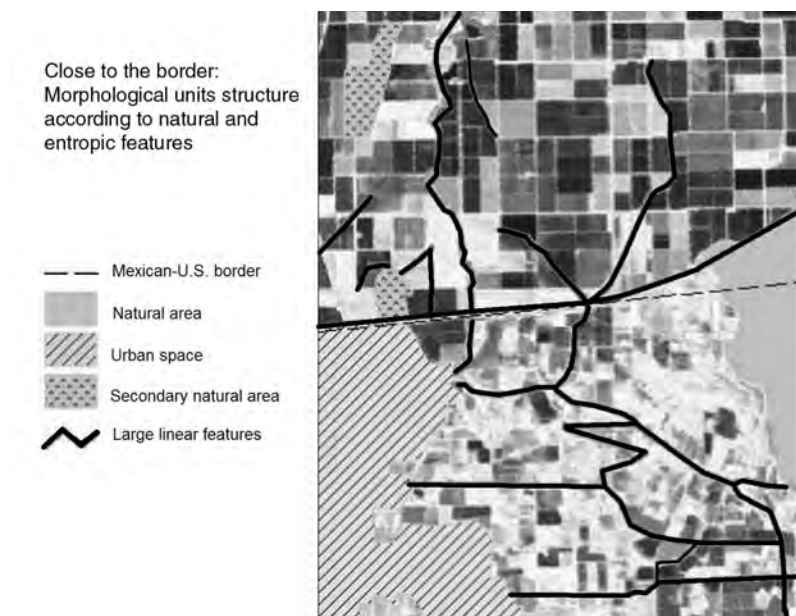 Close to the border:
Morphological units structure
according to natural and
entropic features
Mexican-U.S. border
Natural area
Urban space
Secondary natural area
Large linear features